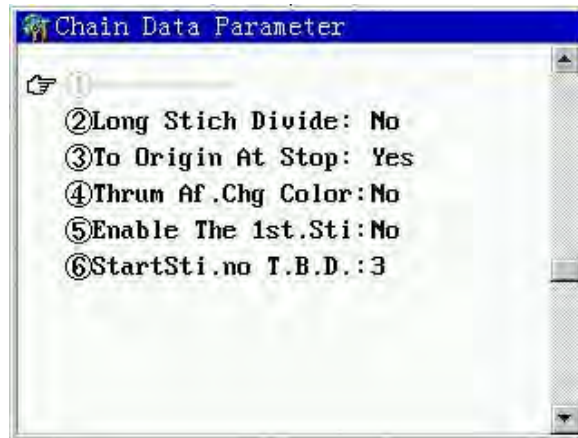 Chain Data Parameter
①
②Long Stich Divide: No
③To Origin At Stop: Yes
④Thrum Af.Chg Color:No
⑤Enable The 1st.Sti:No
⑥StartSti.no T.B.D.:3